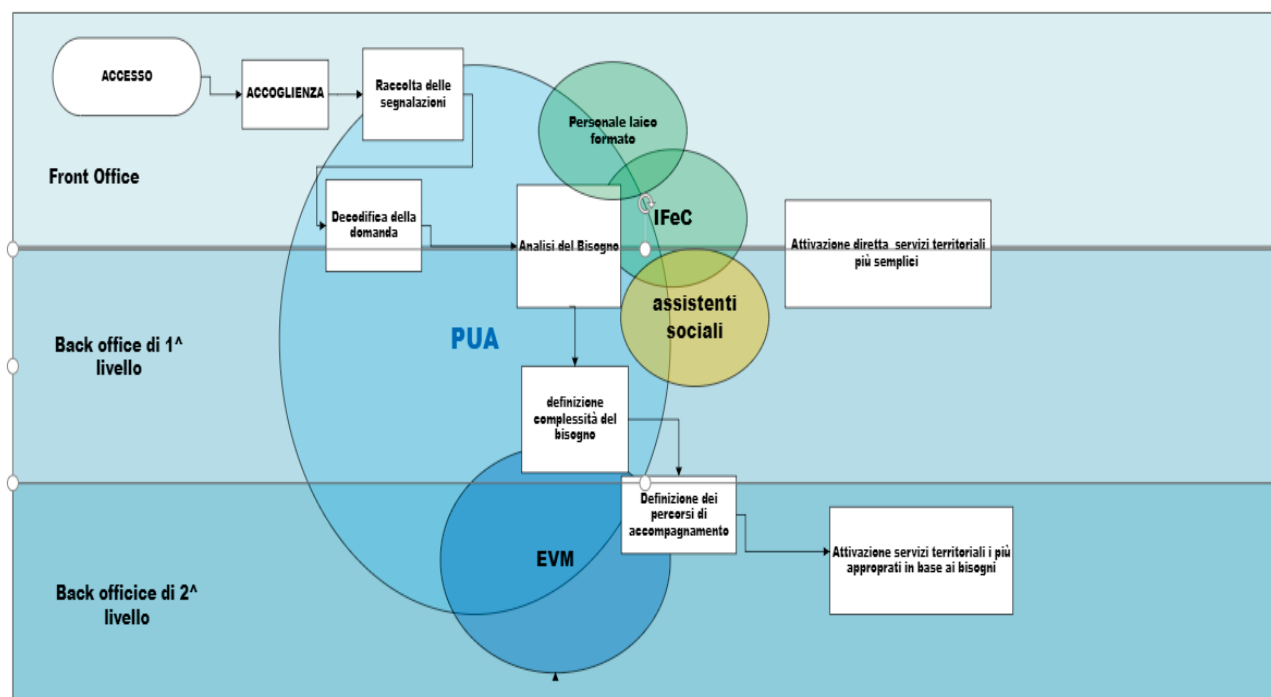 ACCESSO
ACCOGLIENZA
Raccolta delle
segnalazioni
Personale laico
formato
Front Office
Decodifica della
domanda
Analisi del Bisogno
IFeC
Attivazione diretta servizi territoriali
più semplici
assistenti
sociali
Back office di 1^
livello
PUA
definizione
complessità del
bisogno
Definizione dei
percorsi di
accompagnamento
EVM
Attivazione servizi territoriali i più
approprati in base ai bisogni
Back officice di 2^
livello